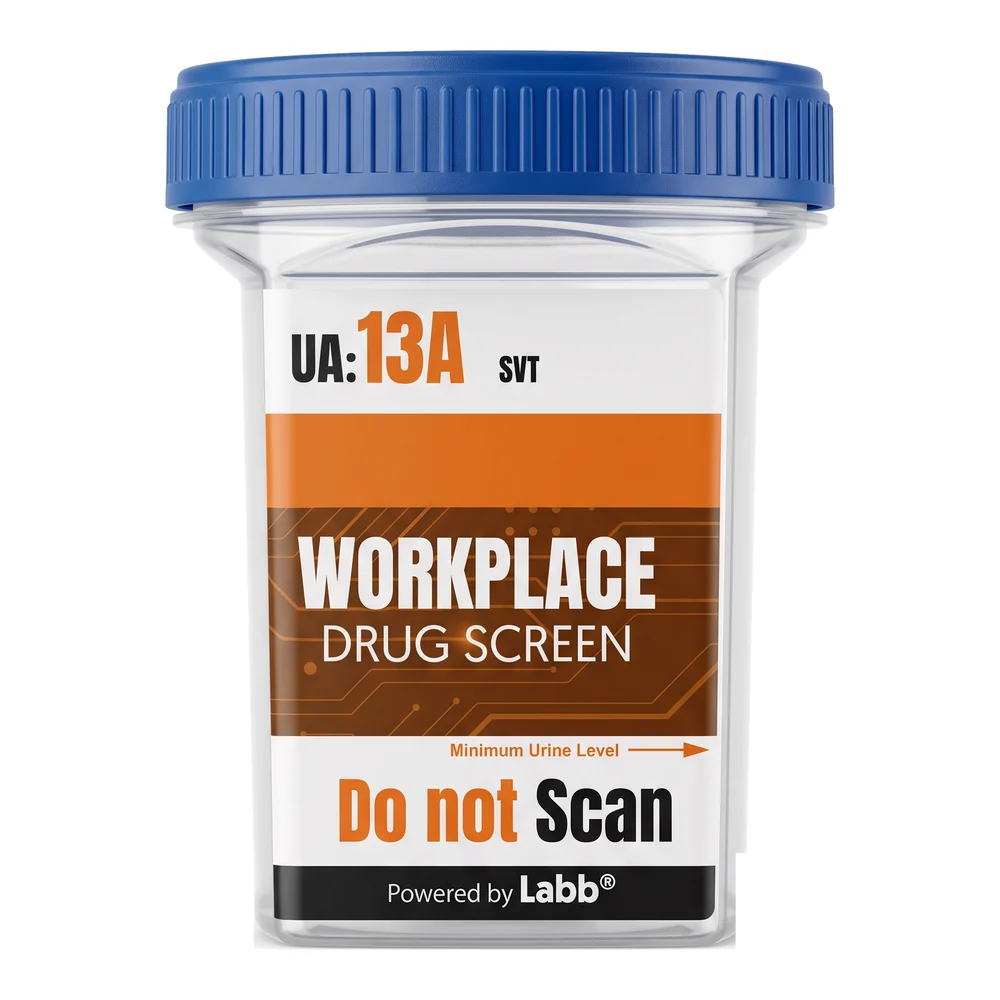 UA:13A SVT
WORKPLACE
DRUG SCREEN
Minimum Urine Level
Do not Scan
Powered by Labb®